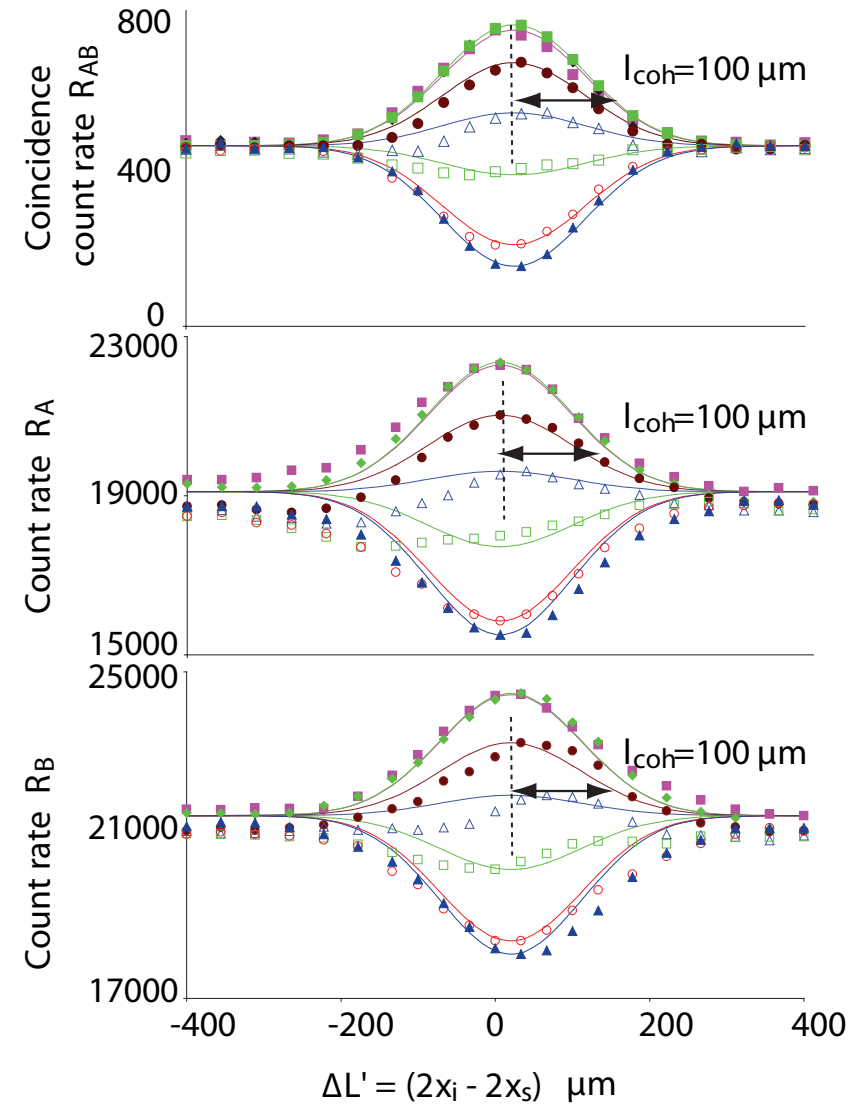 800
400
0
Coincidence
count rate R_AB
l_coh=100 μm
23000
19000
15000
Count rate R_A
l_coh=100 μm
25000
21000
17000
Count rate R_B
l_coh=100 μm
-400 -200 0 200 400
ΔL' = (2x_i - 2x_s) μm